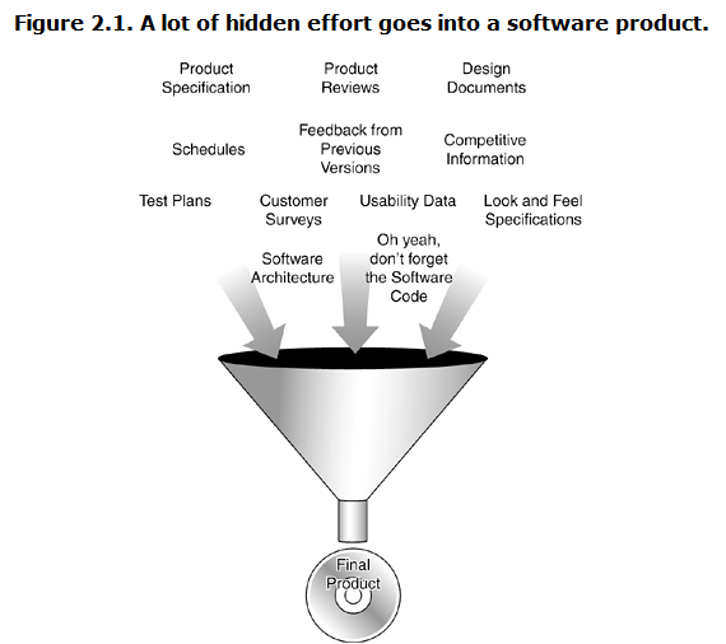 Figure 2.1. A lot of hidden effort goes into a software product.
Product
Specification
Product
Reviews
Design
Documents
Schedules
Feedback from
Previous
Versions
Competitive
Information
Test Plans
Customer
Surveys
Usability Data
Look and Feel
Specifications
Software
Architecture
Oh yeah,
don't forget
the Software
Code
Final
Product